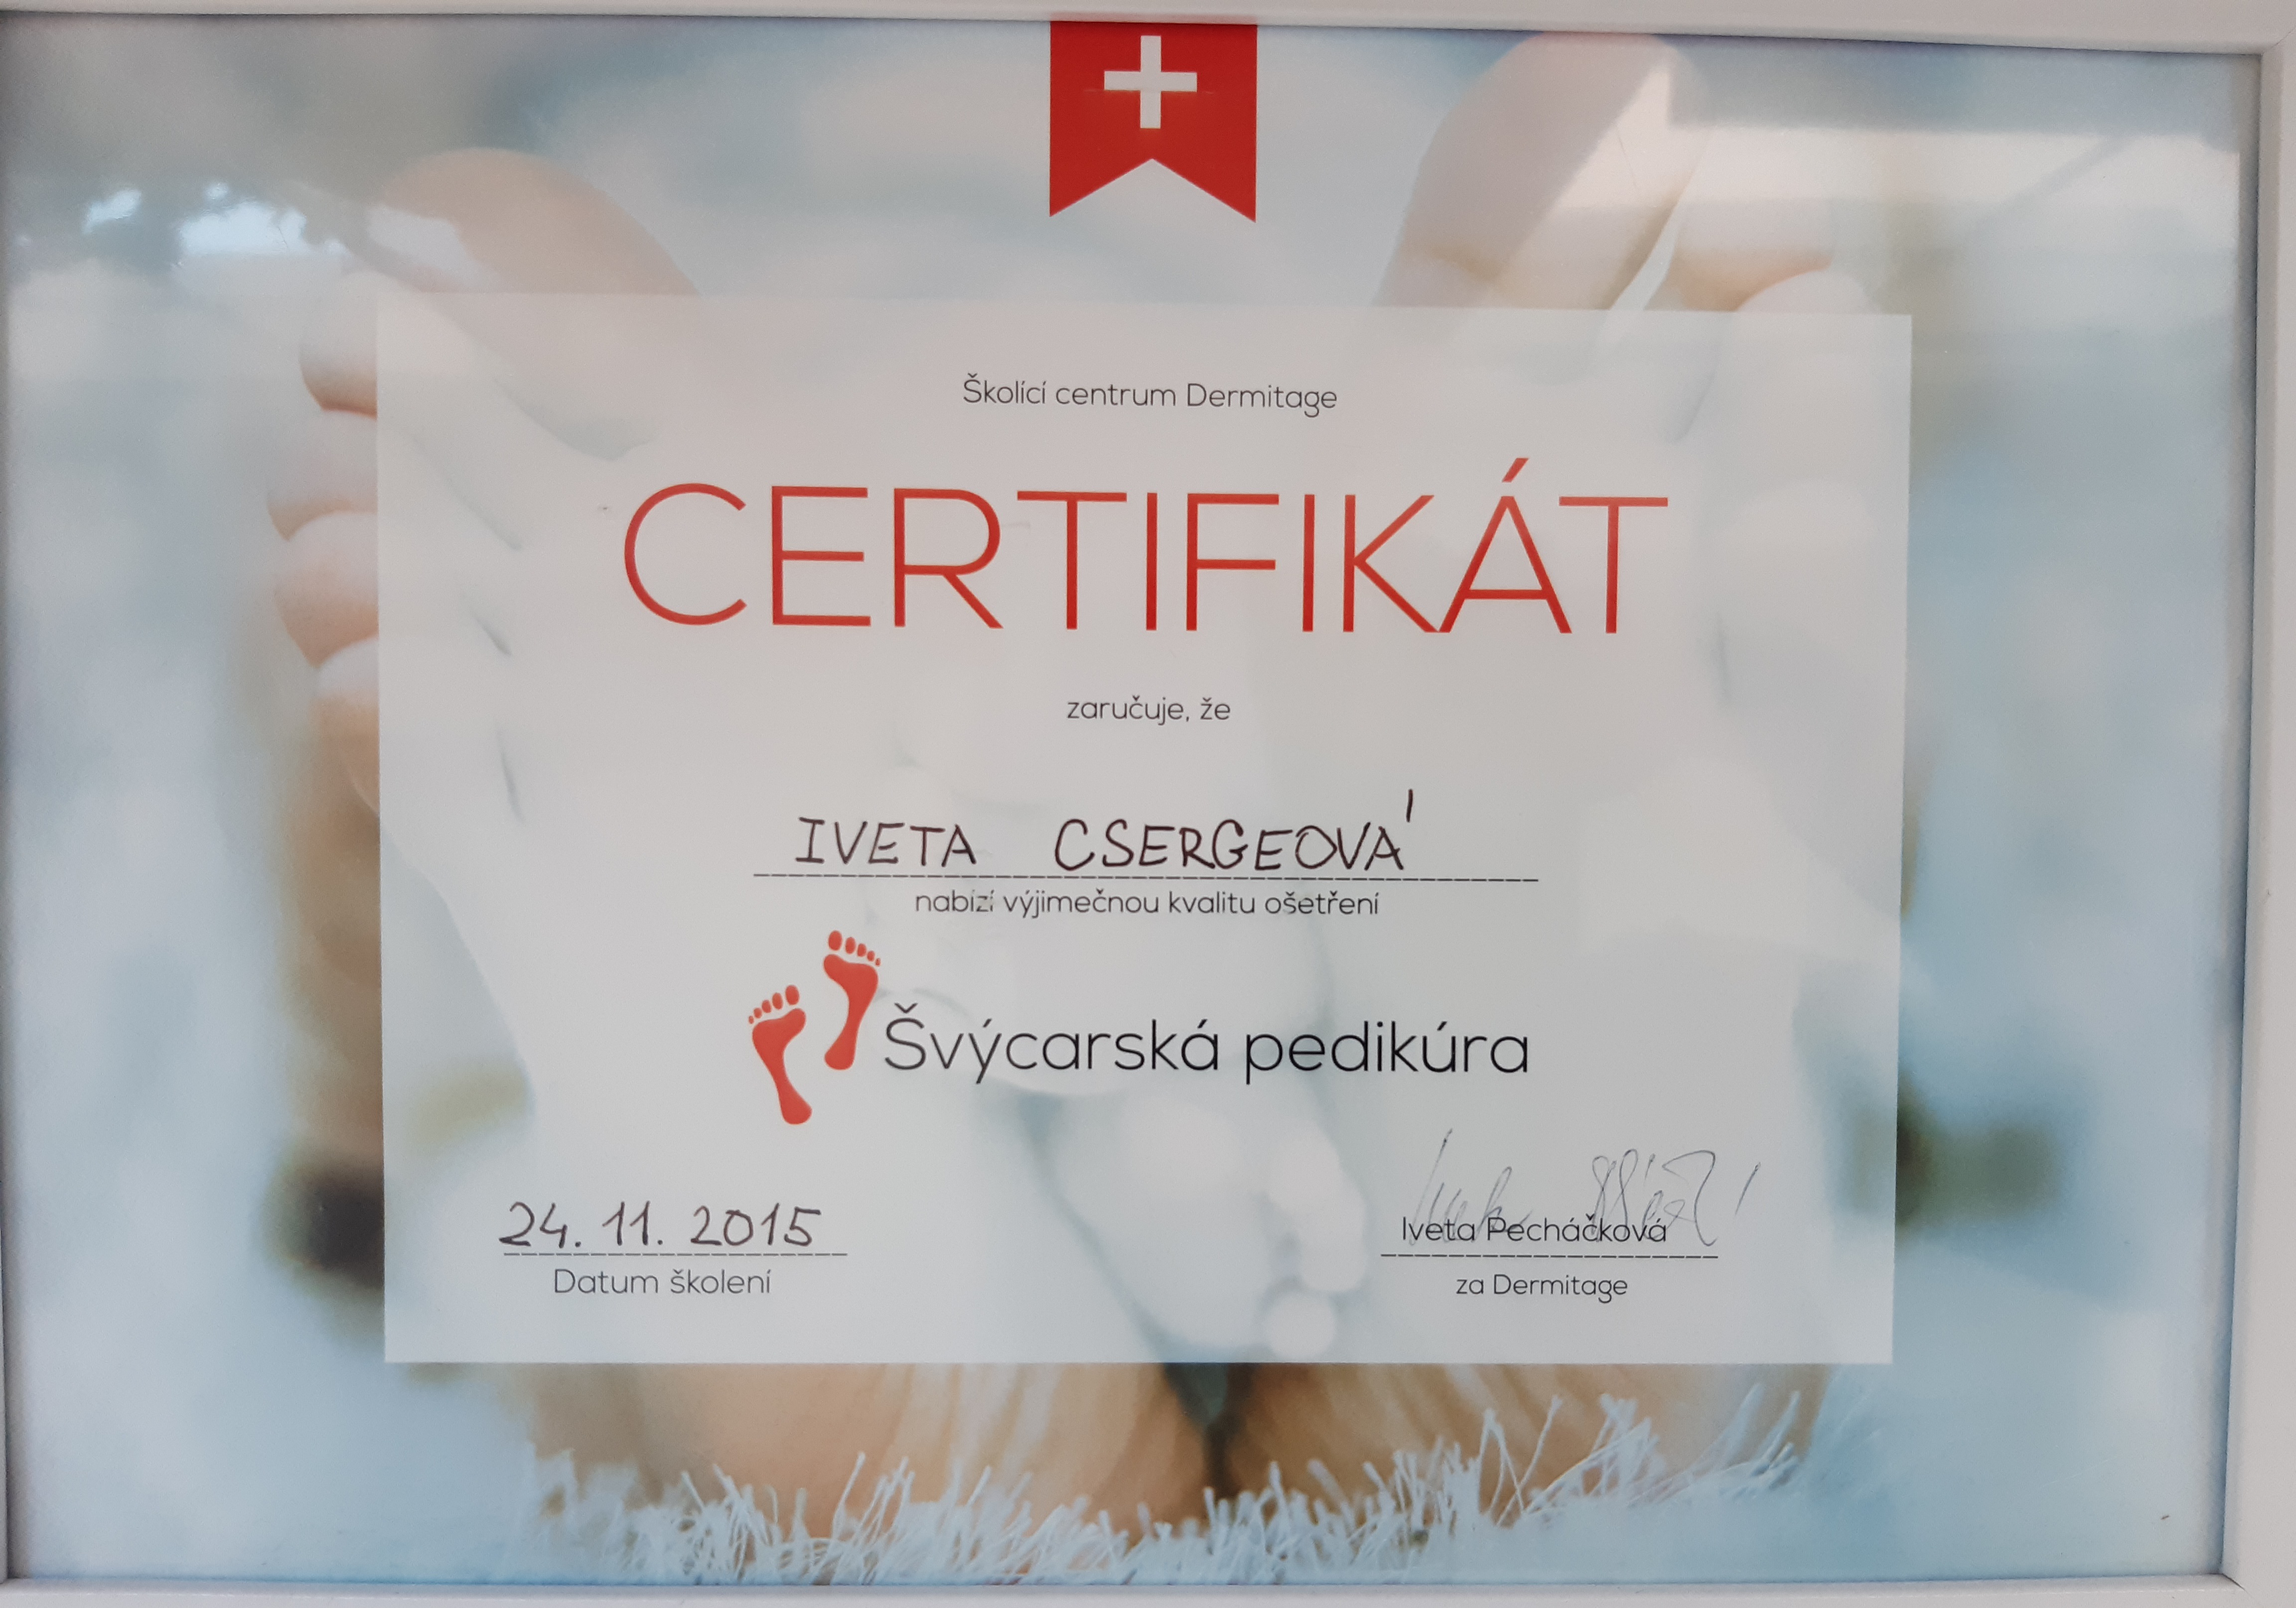 Školící centrum Dermitage
CERTIFIKÁT
zaručuje, že
IVETA CSERGEOVÁ
nabízí výjimečnou kvalitu ošetření
Švýcarská pedikúra
24. 11. 2015
Datum školení
Iveta Pecháčková
za Dermitage